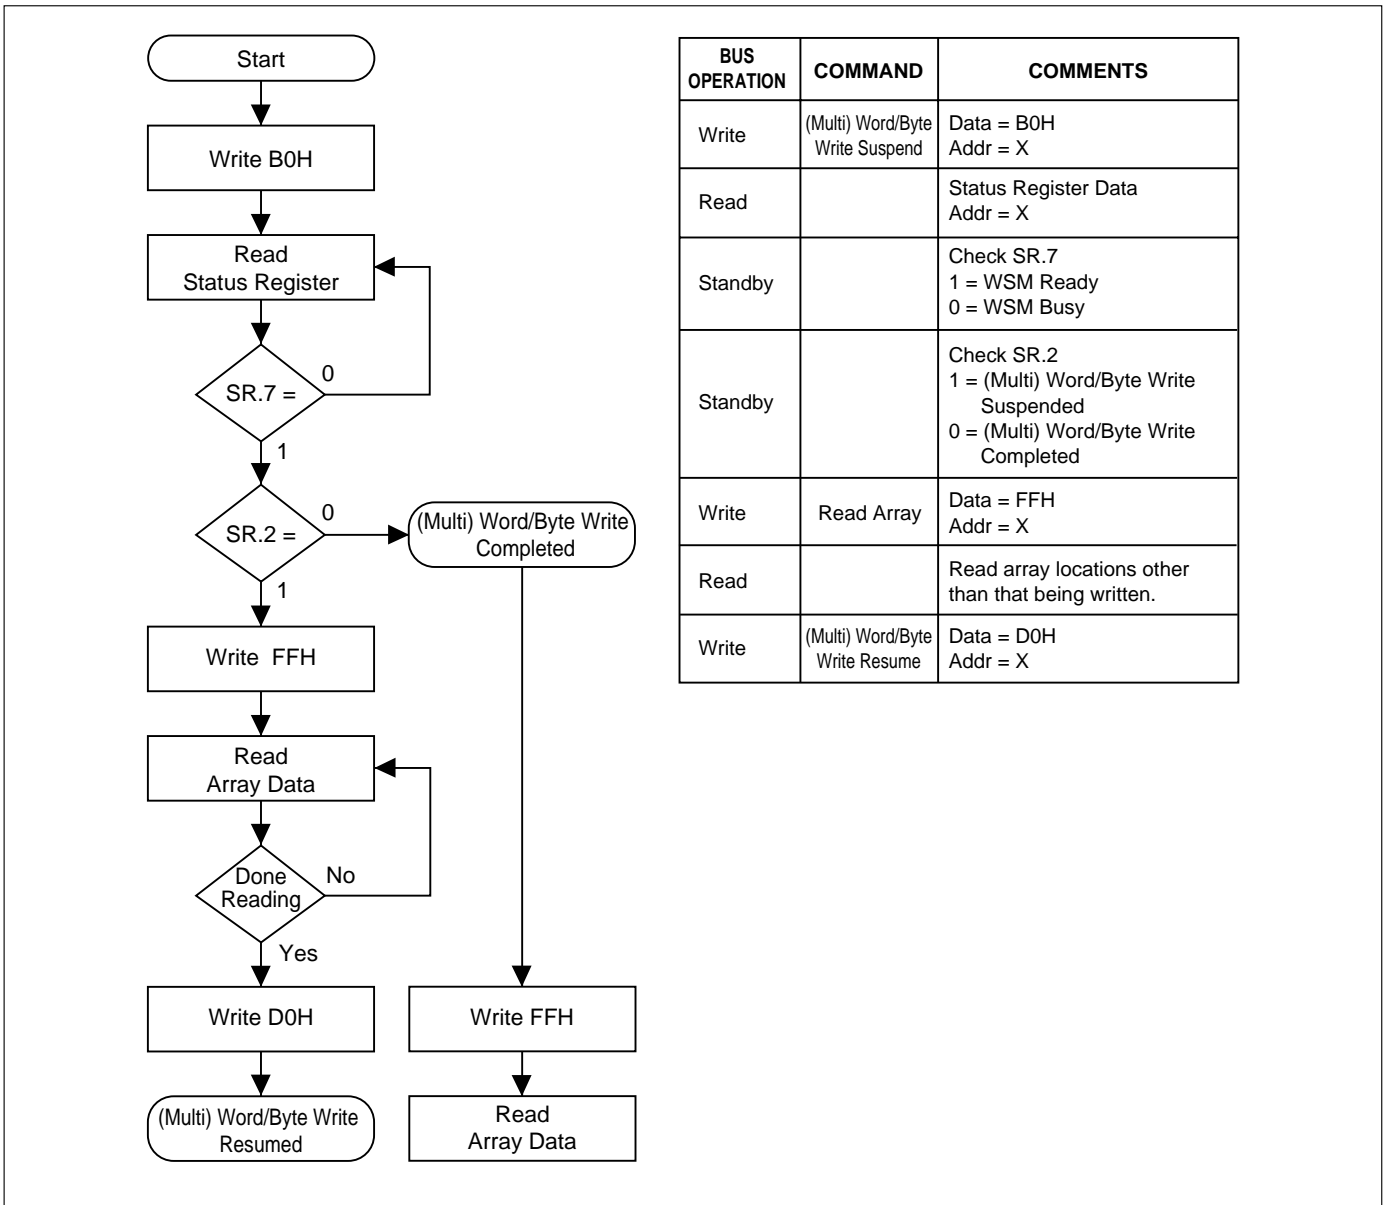 Start
Write B0H
Read
Status Register
SR.7 =
0
1
SR.2 =
0
1
(Multi) Word/Byte Write
Completed
Write  FFH
Read
Array Data
Done
Reading
No
Yes
Write D0H
Write FFH
(Multi) Word/Byte Write
Resumed
Read
Array Data
BUS
OPERATION
COMMAND
COMMENTS
Write
(Multi) Word/Byte
Write Suspend
Data = B0H
Addr = X
Read
Status Register Data
Addr = X
Standby
Check SR.7
1 = WSM Ready
0 = WSM Busy
Standby
Check SR.2
1 = (Multi) Word/Byte Write
Suspended
0 = (Multi) Word/Byte Write
Completed
Write
Read Array
Data = FFH
Addr = X
Read
Read array locations other
than that being written.
Write
(Multi) Word/Byte
Write Resume
Data = D0H
Addr = X